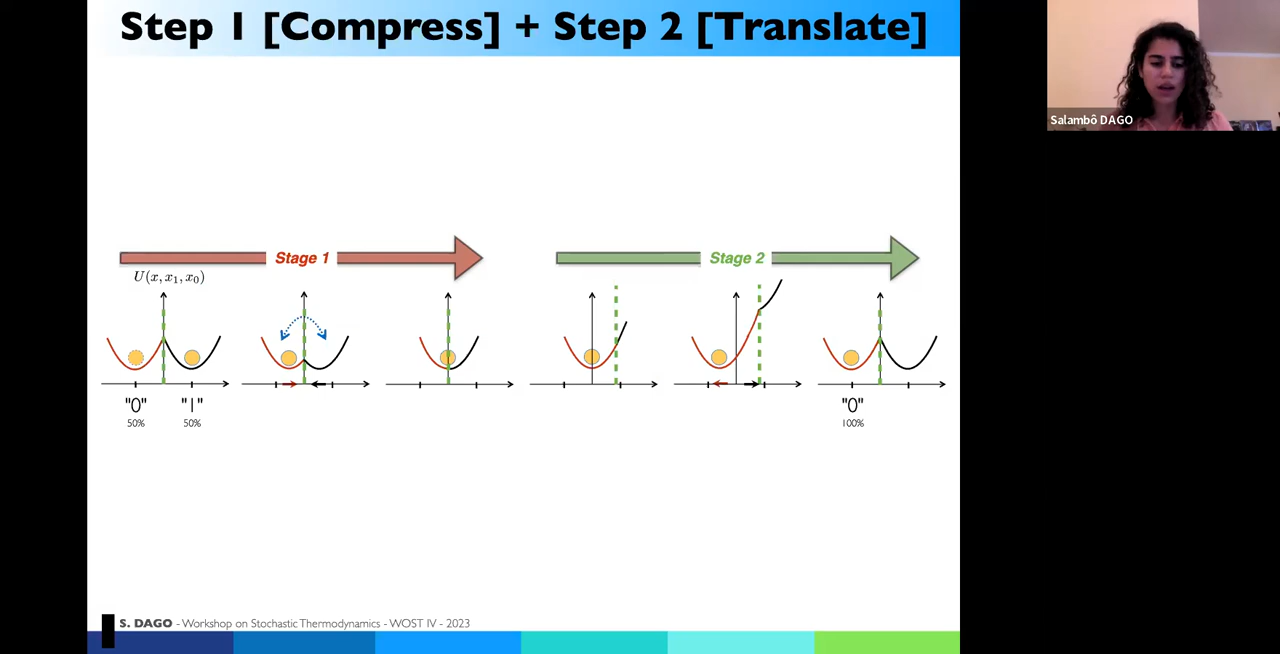 Step 1 [Compress] + Step 2 [Translate]
Salambô DAGO
Stage 1
Stage 2
U(x, x₁, x₀)
"0" "1" "0"
50% 50% 100%
S. DAGO - Workshop on Stochastic Thermodynamics - WOST IV - 2023